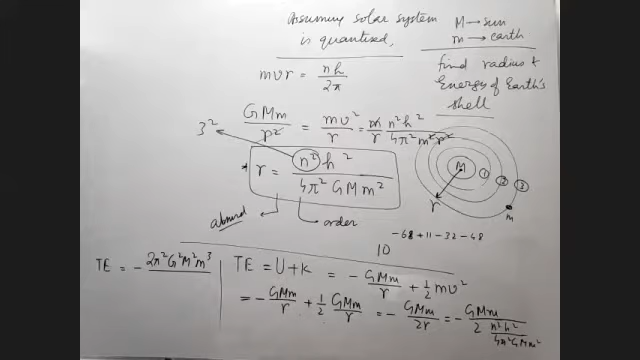 Assuming solar system
is quantised,
M → sun
m → earth
find radius &
Energy of Earth's
shell
mvr = nh/2π
GMm/r² = mv²/r = m/r n²h²/4π²m²r²
3²
* r = n²h²/4π²GMm²
absurd
order
M
1
2
3
r
m
10 -68+11-32-48
TE = - 2π²G²M²m³
TE = U+K = - GMm/r + 1/2 mv²
= - GMm/r + 1/2 GMm/r = - GMm/2r = - GMm/2 n²h²/4π²GMm²